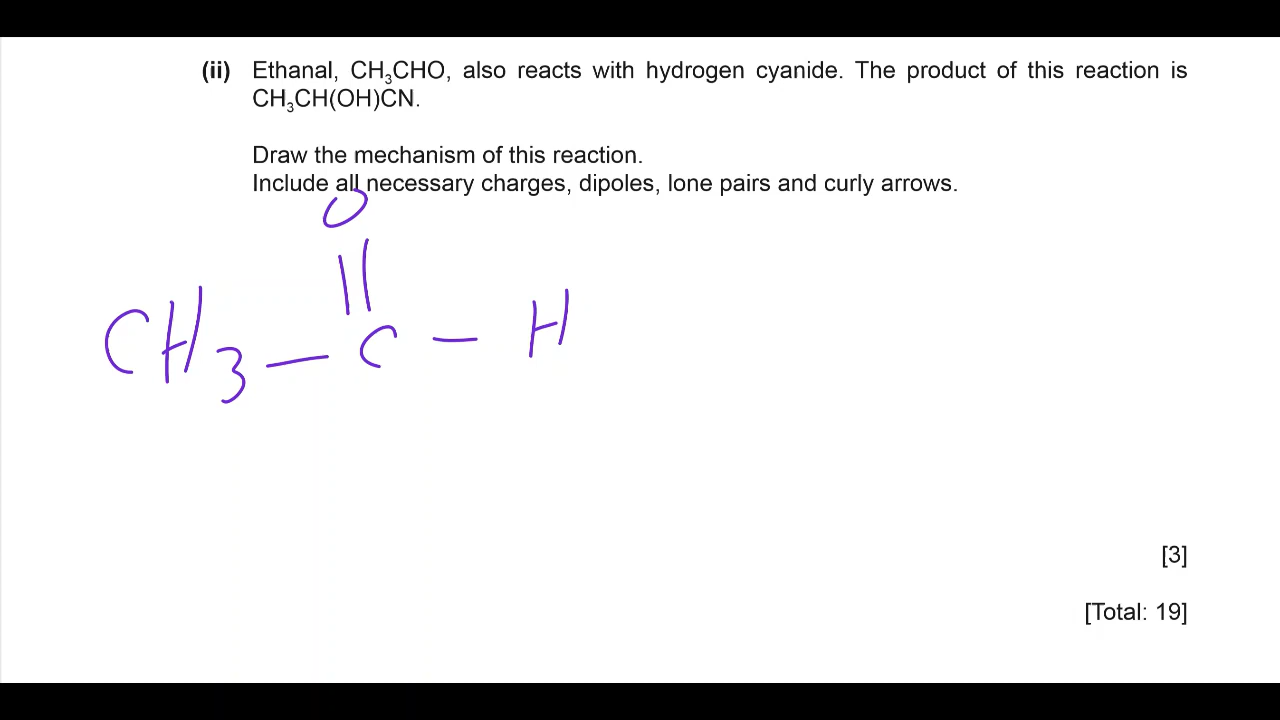 (ii) Ethanal, CH₃CHO, also reacts with hydrogen cyanide. The product of this reaction is
CH₃CH(OH)CN.
Draw the mechanism of this reaction.
Include all necessary charges, dipoles, lone pairs and curly arrows.
O
||
CH₃ — C — H
[3]
[Total: 19]